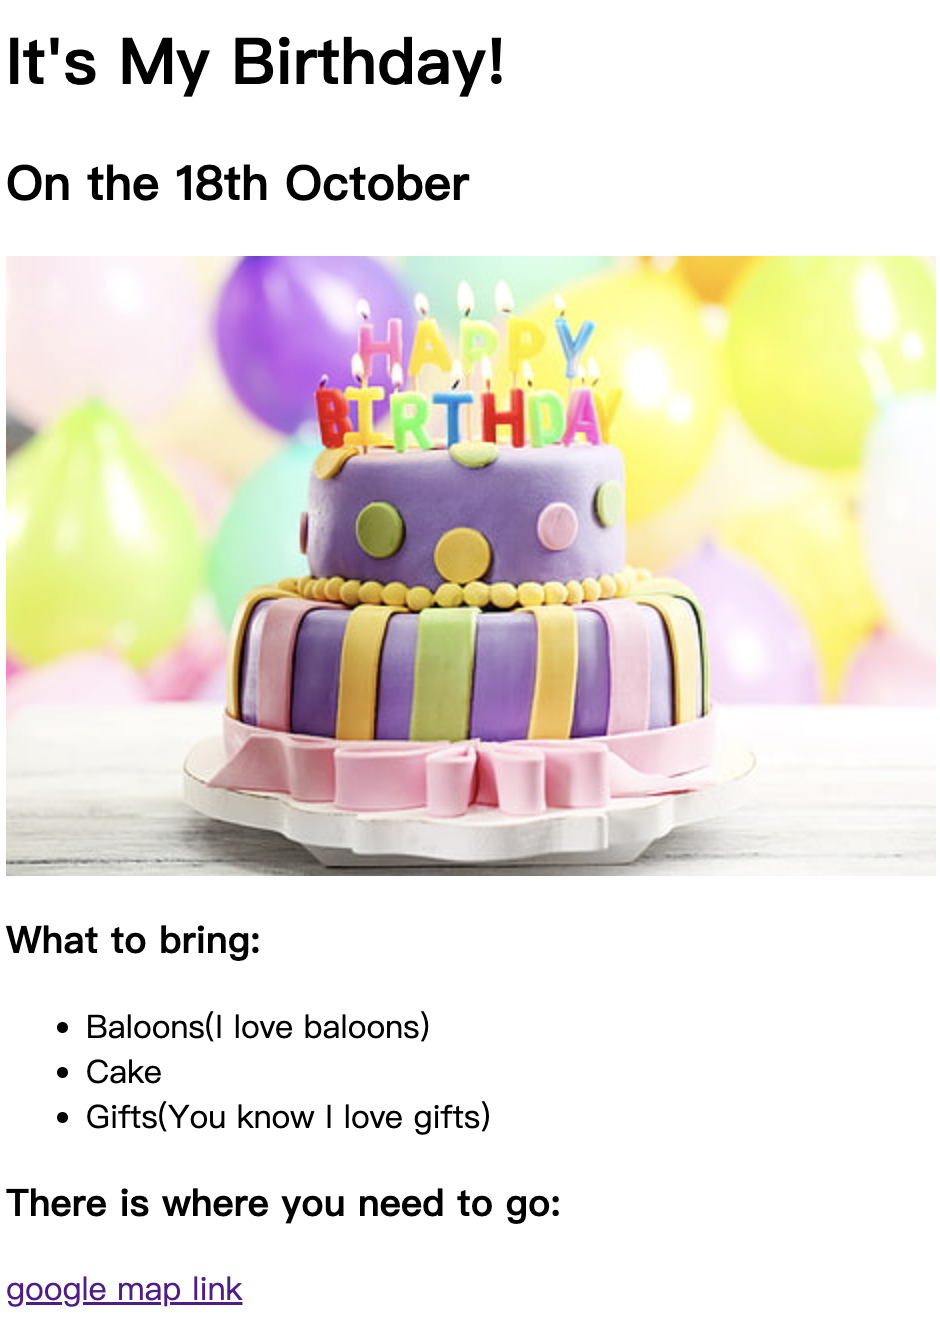 It's My Birthday!
On the 18th October
HAPPY
BIRTHDAY
What to bring:
Baloons(I love baloons)
Cake
Gifts(You know I love gifts)
There is where you need to go:
google map link